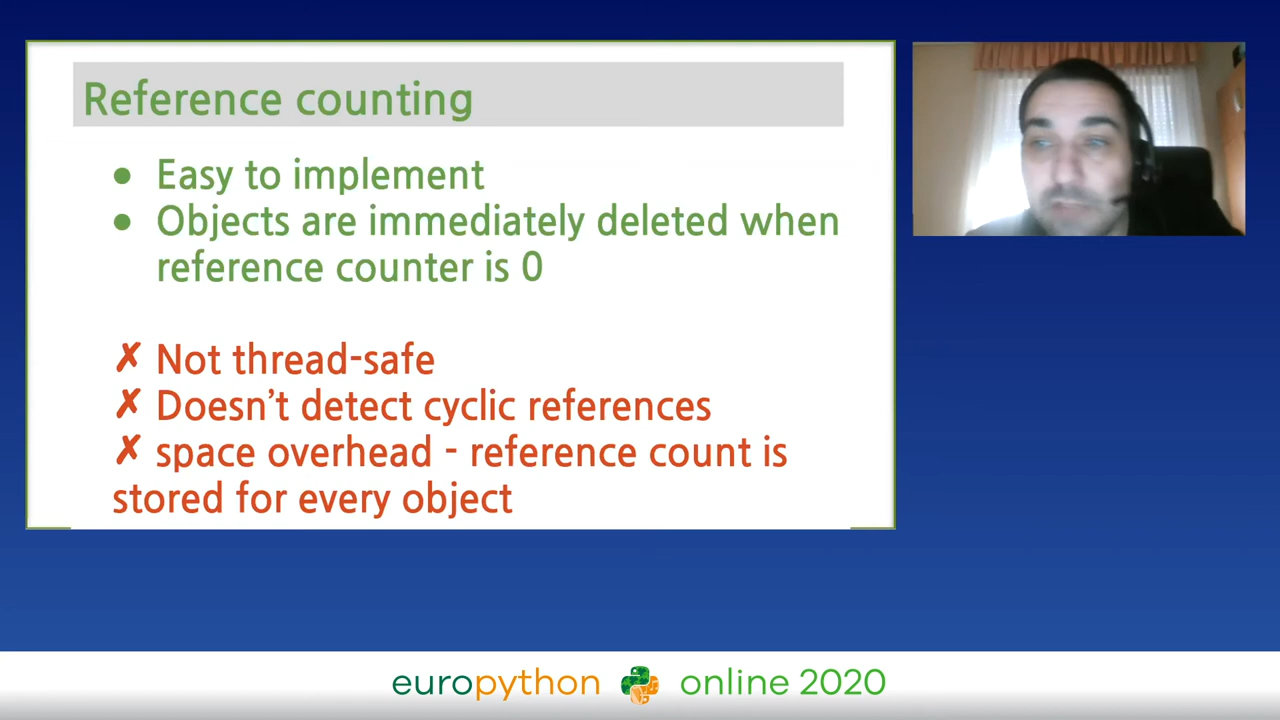 Reference counting
● Easy to implement
● Objects are immediately deleted when
reference counter is 0
✗ Not thread-safe
✗ Doesn’t detect cyclic references
✗ space overhead - reference count is
stored for every object
europython online 2020